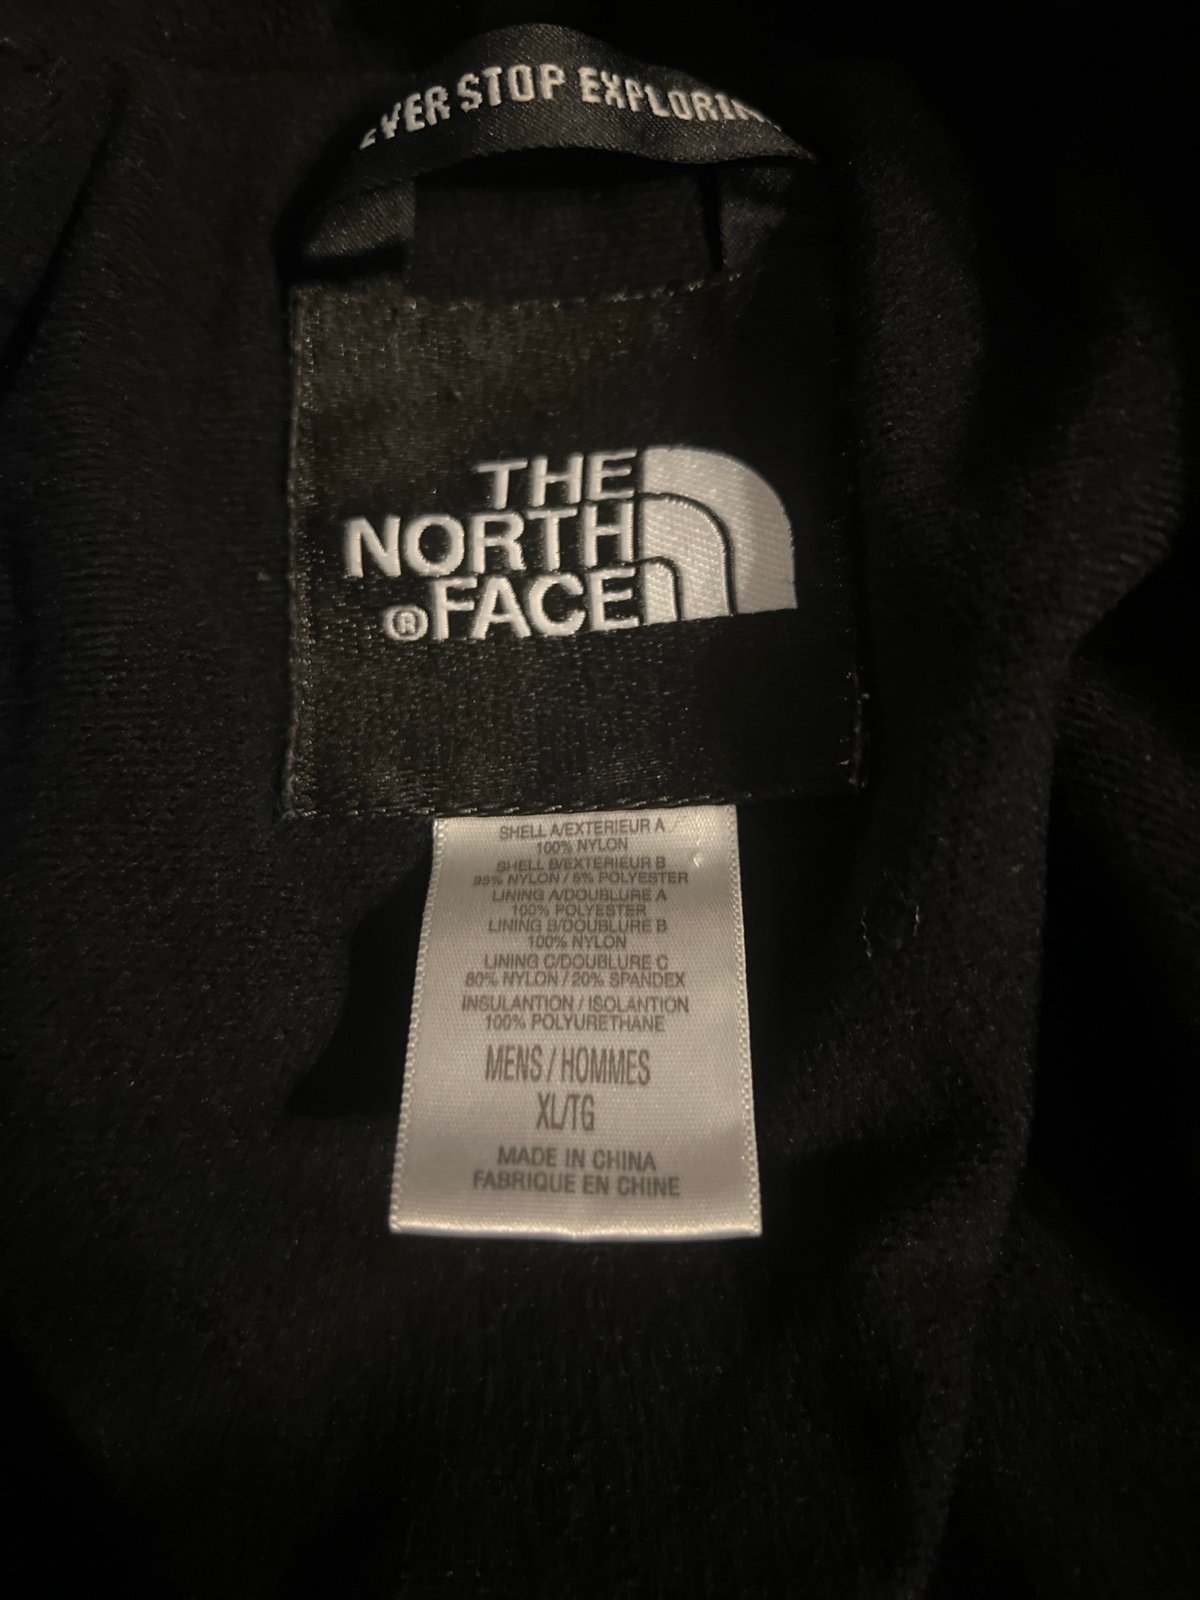 EVER STOP EXPLORIN
THE
NORTH
®FACE
SHELL A/EXTERIEUR A
100% NYLON
SHELL B/EXTERIEUR B
95% NYLON / 5% POLYESTER
LINING A/DOUBLURE A
100% POLYESTER
LINING B/DOUBLURE B
100% NYLON
LINING C/DOUBLURE C
80% NYLON / 20% SPANDEX
INSULANTION / ISOLANTION
100% POLYURETHANE
MENS / HOMMES
XL/TG
MADE IN CHINA
FABRIQUE EN CHINE